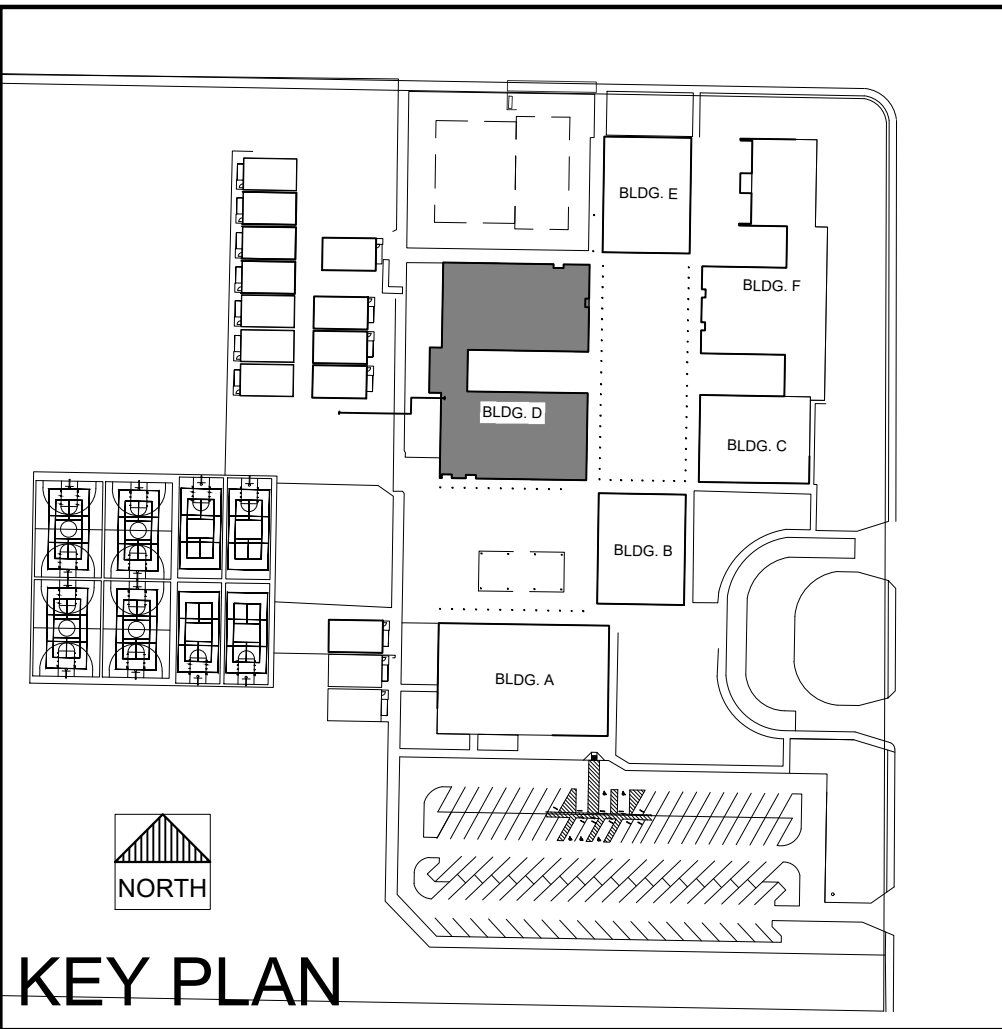 BLDG. E
BLDG. F
BLDG. D
BLDG. C
BLDG. B
BLDG. A
NORTH
KEY PLAN